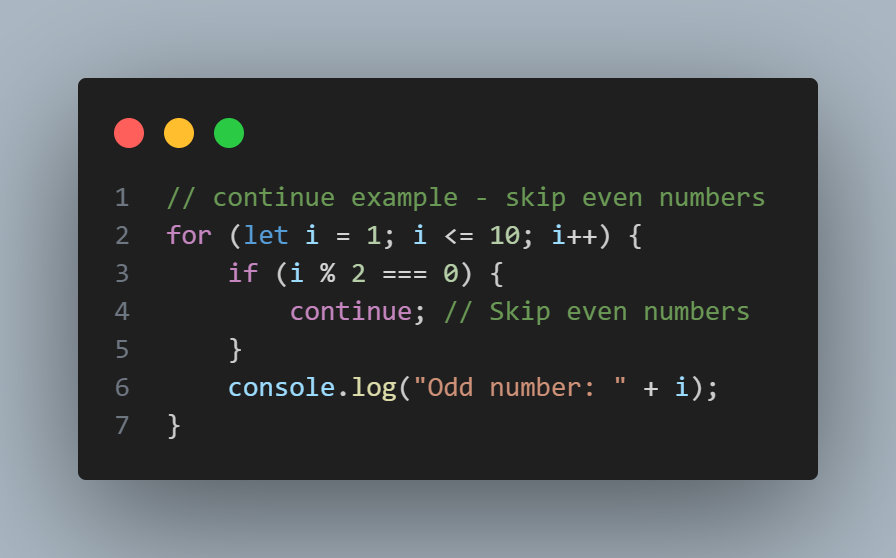 1 // continue example - skip even numbers
2 for (let i = 1; i <= 10; i++) {
3     if (i % 2 === 0) {
4         continue; // Skip even numbers
5     }
6     console.log("Odd number: " + i);
7 }